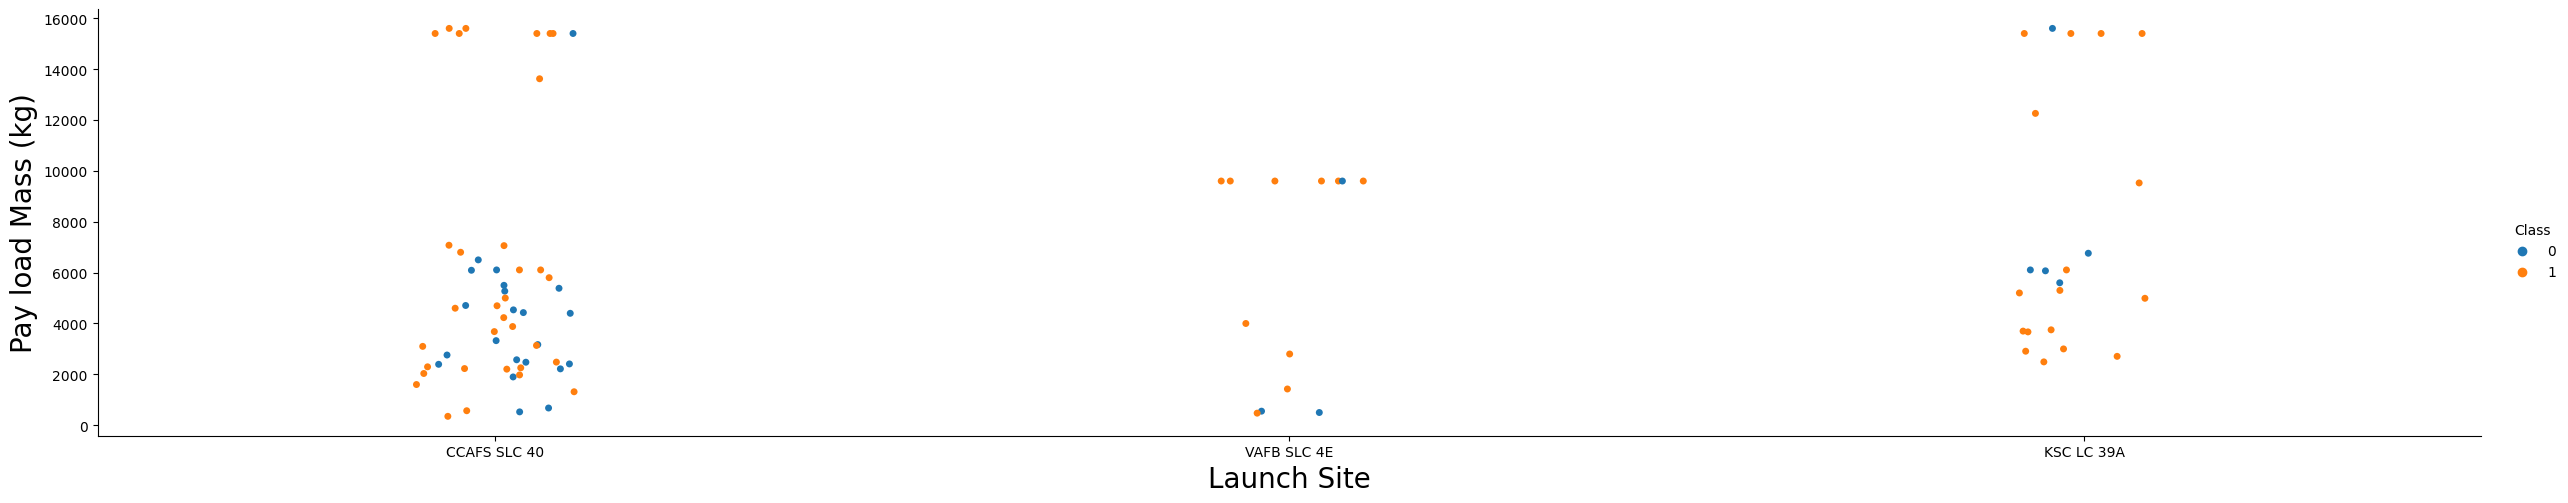 16000
14000
12000
10000
8000
6000
4000
2000
0
Pay load Mass (kg)
CCAFS SLC 40
VAFB SLC 4E
KSC LC 39A
Launch Site
Class
0
1